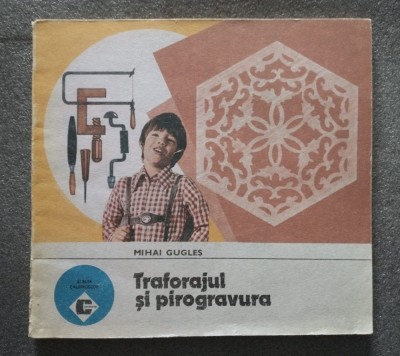 MIHAI GUGLES
Traforajul
și pirogravura